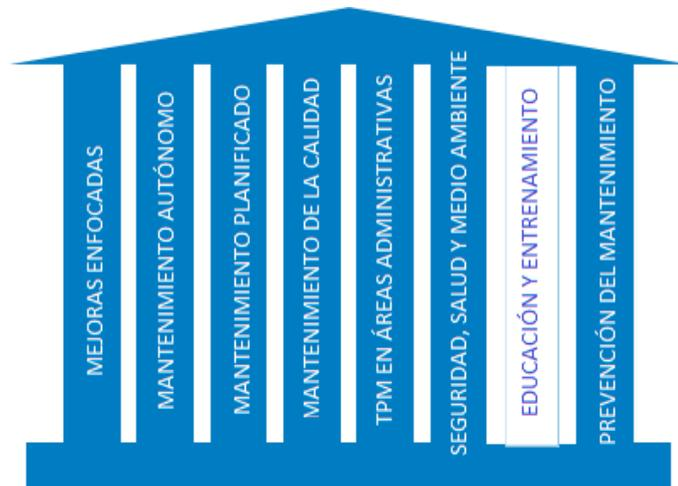 MEJORAS ENFOCADAS
MANTENIMIENTO AUTÓNOMO
MANTENIMIENTO PLANIFICADO
MANTENIMIENTO DE LA CALIDAD
TPM EN ÁREAS ADMINISTRATIVAS
SEGURIDAD, SALUD Y MEDIO AMBIENTE
EDUCACIÓN Y ENTRENAMIENTO
PREVENCIÓN DEL MANTENIMIENTO